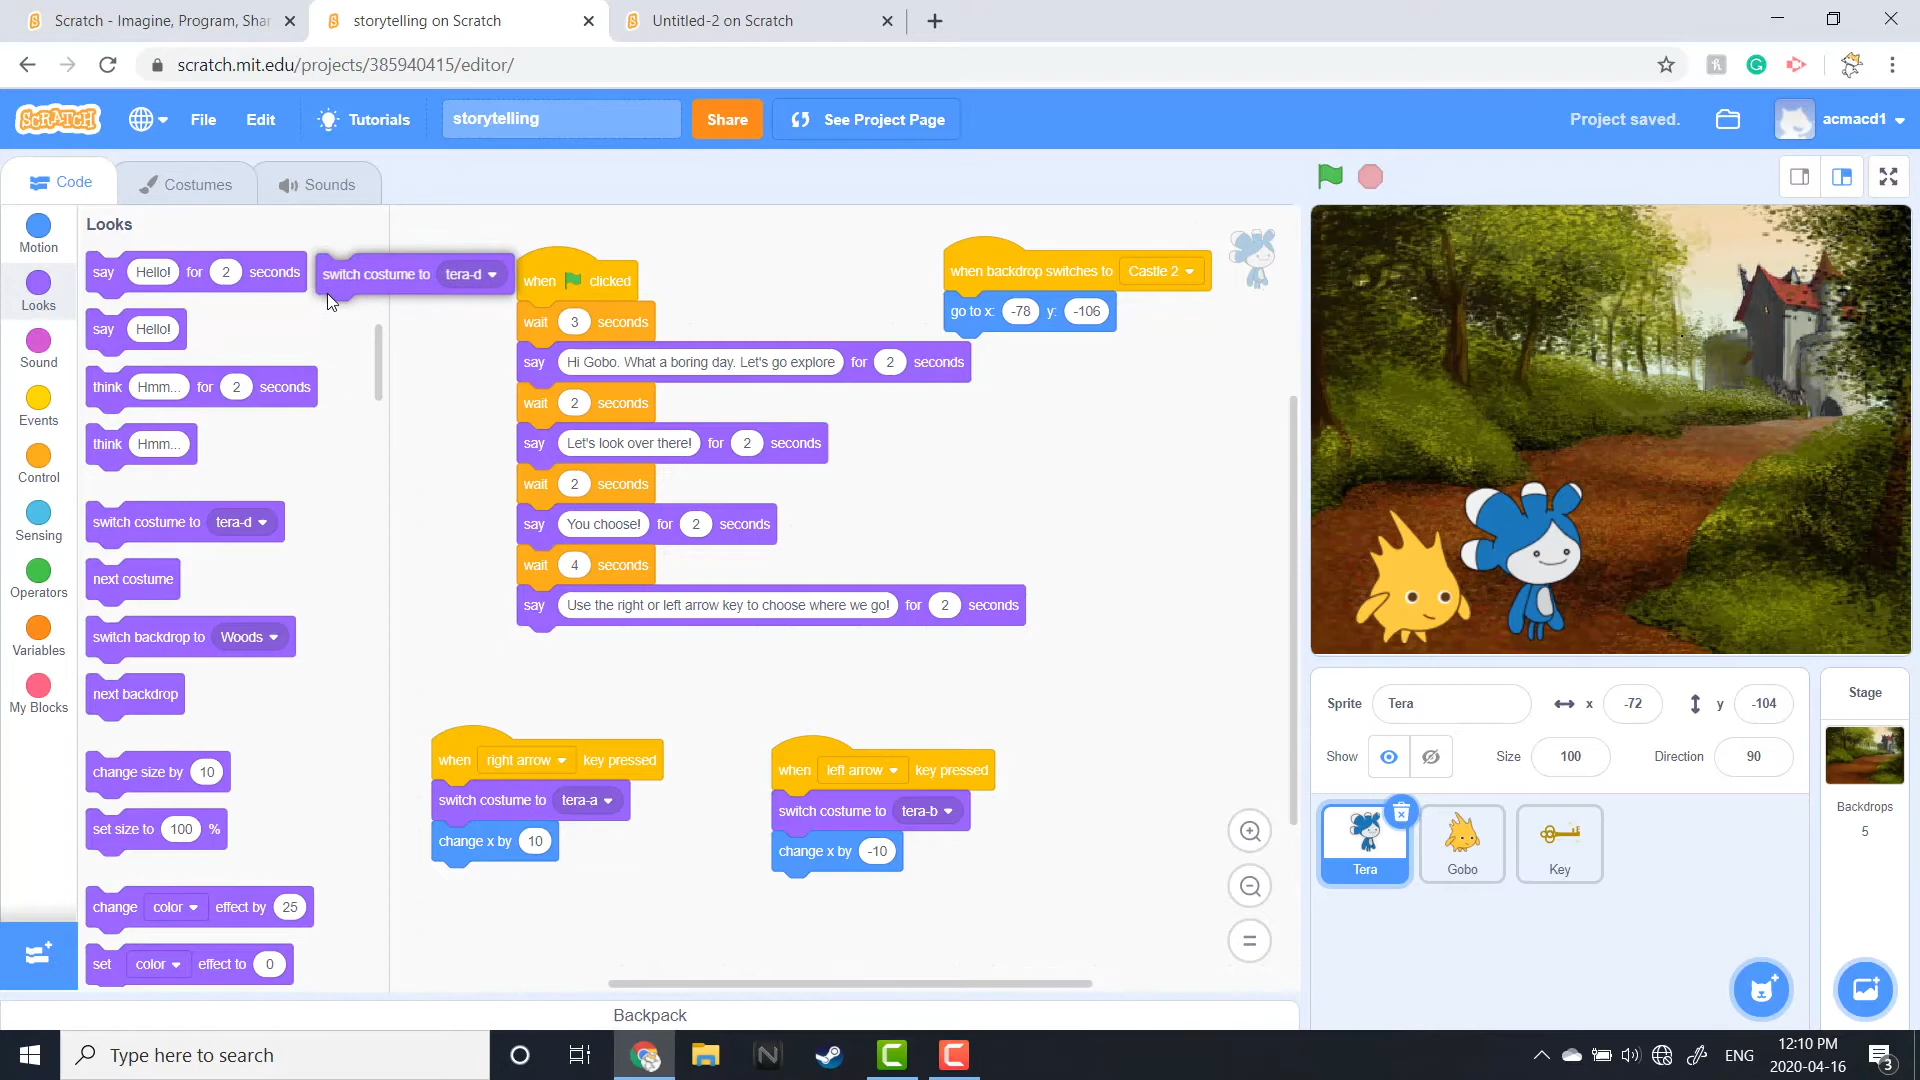 Scratch - Imagine, Program, Shar
storytelling on Scratch
Untitled-2 on Scratch
scratch.mit.edu/projects/385940415/editor/
SCRATCH
File
Edit
Tutorials
storytelling
Share
See Project Page
Project saved.
acmacd1
Code
Costumes
Sounds
Motion
Looks
Sound
Events
Control
Sensing
Operators
Variables
My Blocks
Looks
say Hello! for 2 seconds
say Hello!
think Hmm... for 2 seconds
think Hmm...
switch costume to tera-d
next costume
switch backdrop to Woods
next backdrop
change size by 10
set size to 100 %
change color effect by 25
set color effect to 0
switch costume to tera-d
when clicked
wait 3 seconds
say Hi Gobo. What a boring day. Let's go explore for 2 seconds
wait 2 seconds
say Let's look over there! for 2 seconds
wait 2 seconds
say You choose! for 2 seconds
wait 4 seconds
say Use the right or left arrow key to choose where we go! for 2 seconds
when backdrop switches to Castle 2
go to x: -78 y: -106
when right arrow key pressed
switch costume to tera-a
change x by 10
when left arrow key pressed
switch costume to tera-b
change x by -10
Backpack
Sprite Tera x -72 y -104
Show Size 100 Direction 90
Tera
Gobo
Key
Stage
Backdrops
5
Type here to search
ENG
12:10 PM
2020-04-16
3